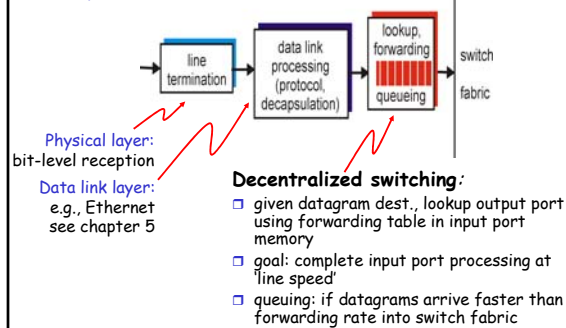 line
termination
data link
processing
(protocol,
decapsulation)
lookup,
forwarding
queueing
switch
fabric
Physical layer:
bit-level reception
Data link layer:
e.g., Ethernet
see chapter 5
Decentralized switching:
given datagram dest., lookup output port
using forwarding table in input port
memory
goal: complete input port processing at
‘line speed’
queuing: if datagrams arrive faster than
forwarding rate into switch fabric